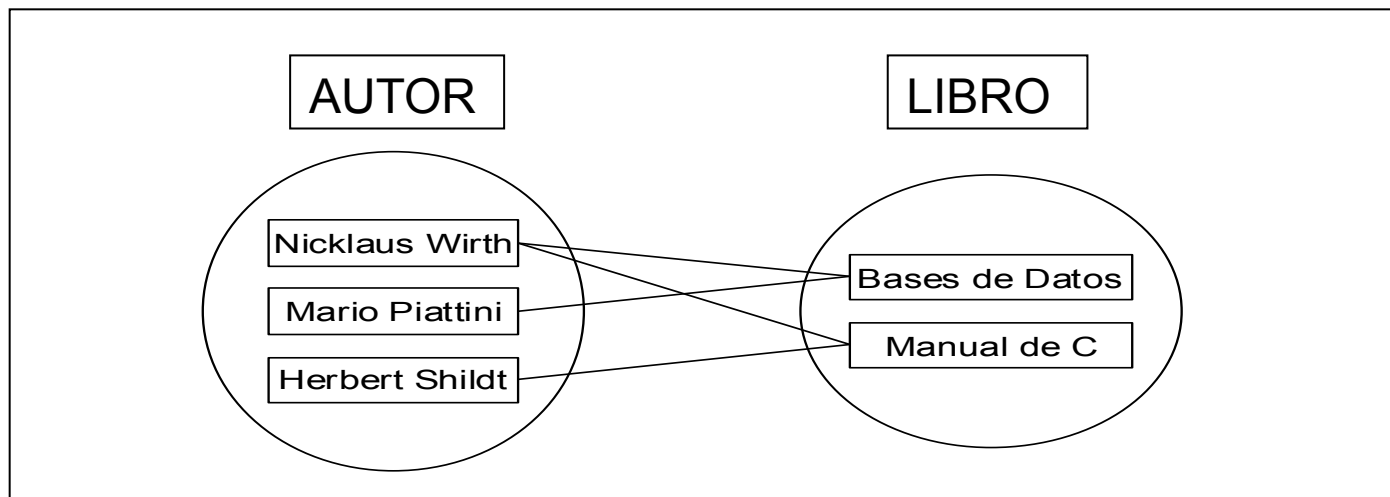 AUTOR
LIBRO
Nicklaus Wirth
Mario Piattini
Herbert Shildt
Bases de Datos
Manual de C